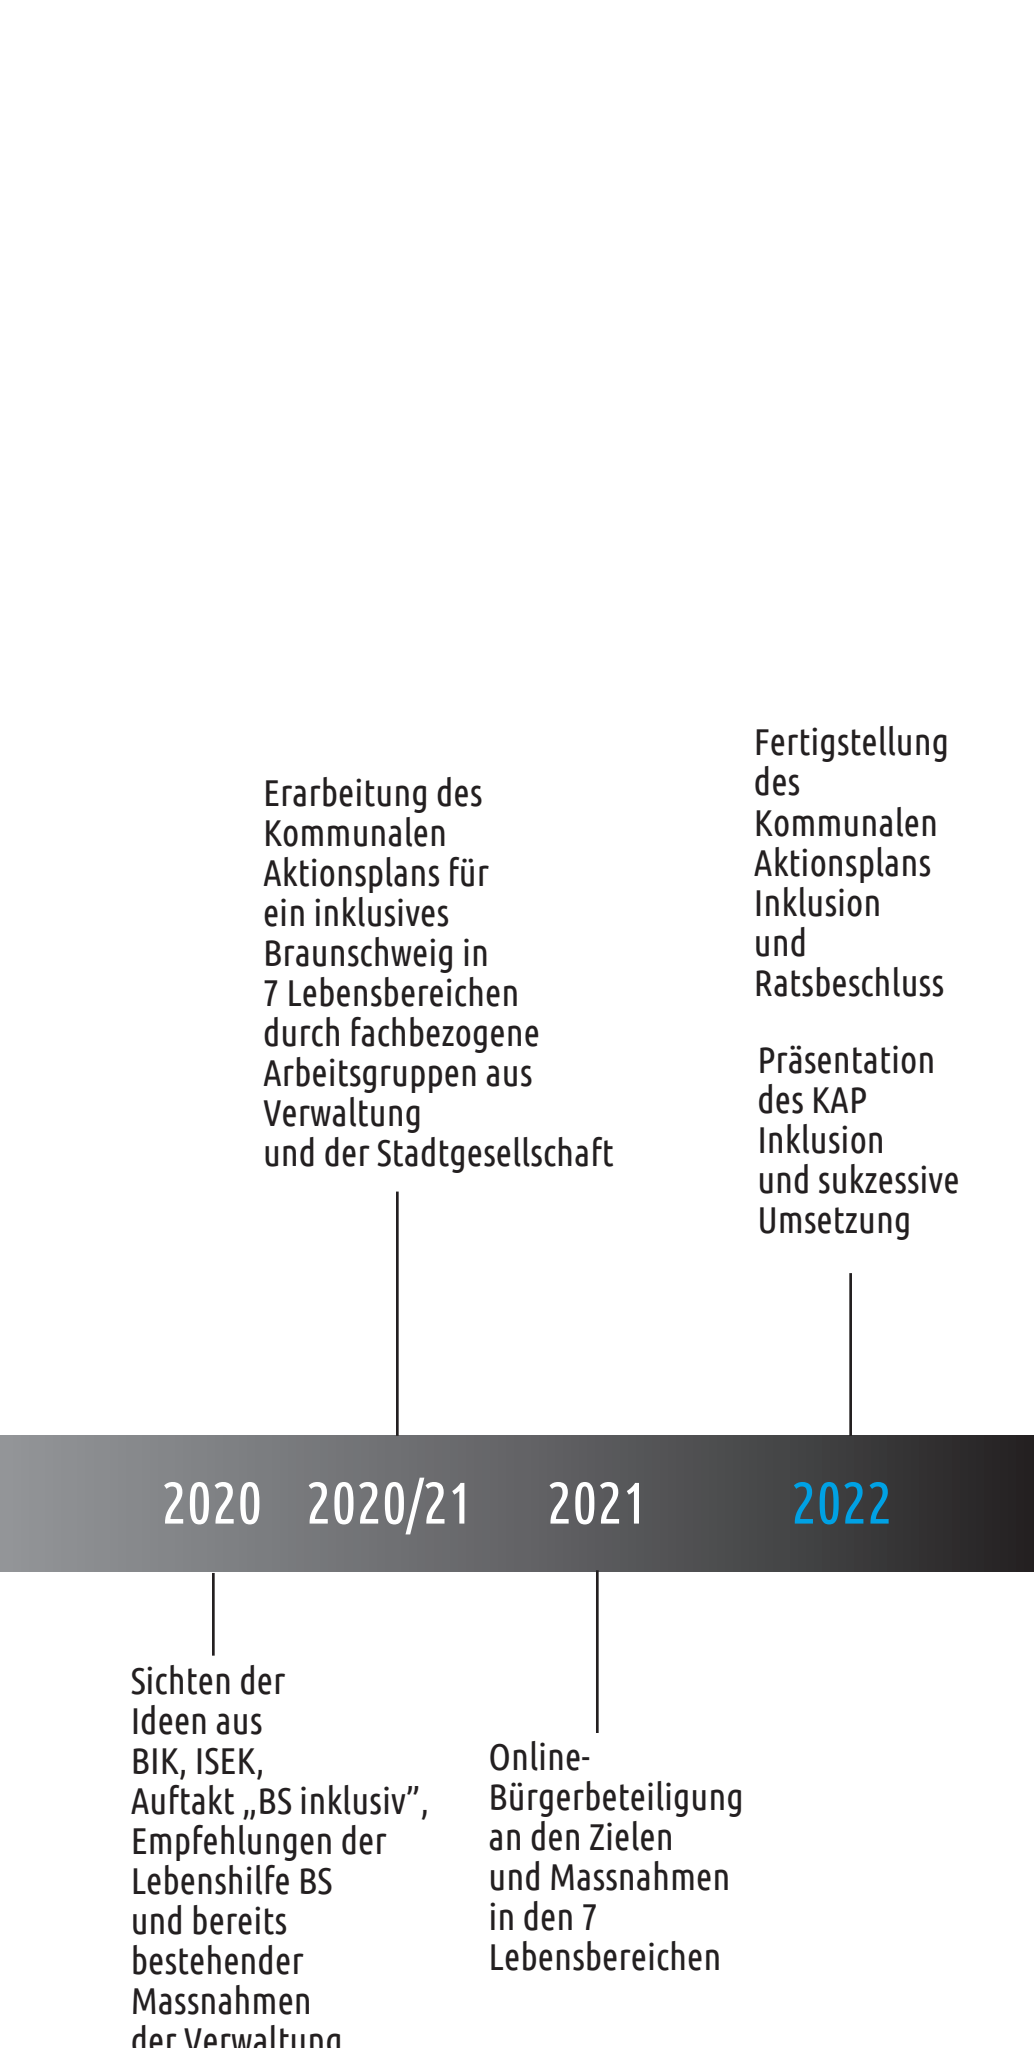 Erarbeitung des
Kommunalen
Aktionsplans für
ein inklusives
Braunschweig in
7 Lebensbereichen
durch fachbezogene
Arbeitsgruppen aus
Verwaltung
und der Stadtgesellschaft
Fertigstellung
des
Kommunalen
Aktionsplans
Inklusion
und
Ratsbeschluss
Präsentation
des KAP
Inklusion
und sukzessive
Umsetzung
2020 2020/21 2021 2022
Sichten der
Ideen aus
BIK, ISEK,
Auftakt „BS inklusiv”,
Empfehlungen der
Lebenshilfe BS
und bereits
bestehender
Massnahmen
der Verwaltung
Online-
Bürgerbeteiligung
an den Zielen
und Massnahmen
in den 7
Lebensbereichen